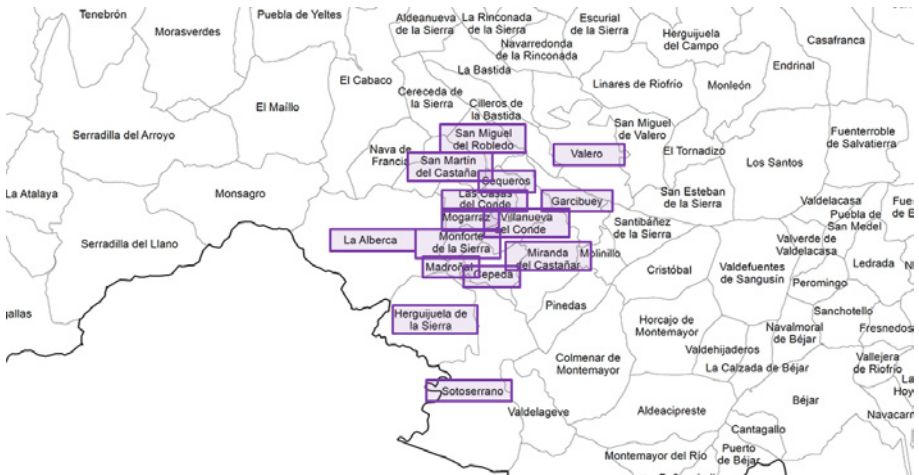 Tenebrón
Puebla de Yeltes
Aldeanueva
de la Sierra
La Rinconada
de la Sierra
Escurial
de la Sierra
Morasverdes
Navarredonda
de la Rinconada
Herguijuela
del Campo
Casafranca
Endrinal
La Bastida
El Cabaco
Linares de Riofrío
Monleón
Cereceda de
la Sierra
El Maíllo
Cilleros de
la Bastida
San Miguel
de Valero
Serradilla del Arroyo
San Miguel
del Robledo
Fuenterroble
de Salvatierra
Nava de
Francia
Valero
El Tornadizo
San Martín
del Castañar
Los Santos
Sequeros
La Atalaya
Monsagro
Las Casas
del Conde
Garcibuey
San Esteban
de la Sierra
Valdelacasa
Mogarraz
Villanueva
del Conde
Puebla de
San Medel
Santibáñez
de la Sierra
Serradilla del Llano
La Alberca
Monforte
de la Sierra
Valverde de
Valdelacasa
Miranda
del Castañar
Molinillo
Ledrada
Madroñal
Cepeda
Cristóbal
Valdefuentes
de Sangusín
Peromingo
Pinedas
Sanchotello
Herguijuela de
la Sierra
Horcajo de
Montemayor
Navalmoral
de Béjar
Fresnedos
Valdehijaderos
Colmenar de
Montemayor
La Calzada de Béjar
Vallejera
de Riofrío
Sotoserrano
Béjar
Valdelageve
Aldeacipreste
Navacarr
Cantagallo
Montemayor del Río
Puerto
de Béjar